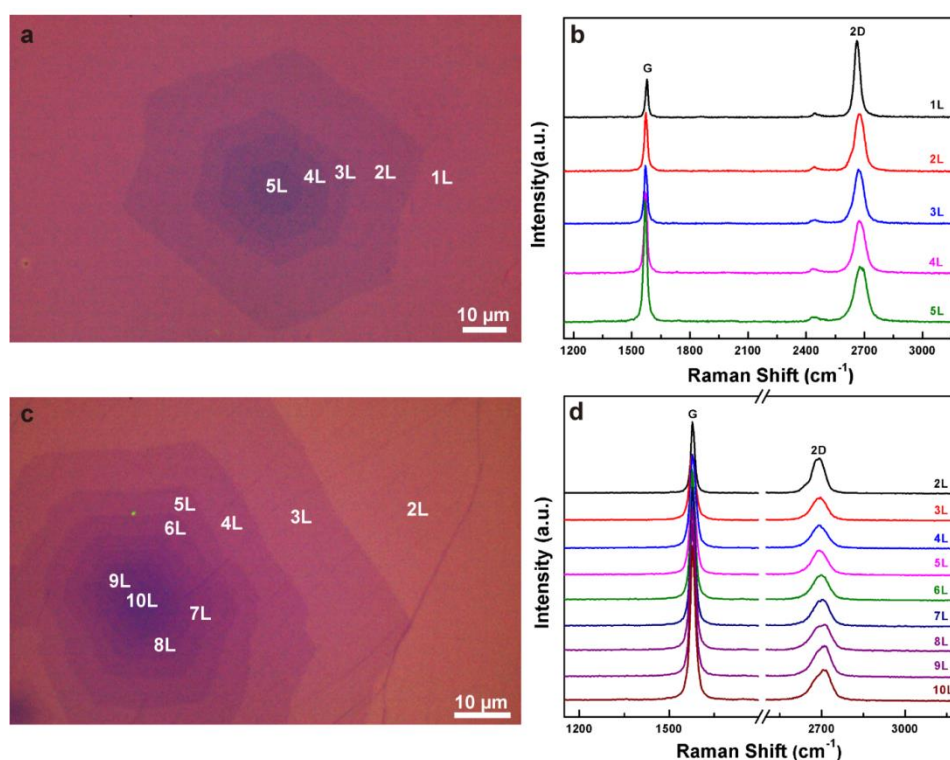 a
5L 4L 3L 2L 1L
10 µm
b
Intensity(a.u.)
G
2D
1L
2L
3L
4L
5L
1200 1500 1800 2100 2400 2700 3000
Raman Shift (cm-1)
c
5L
6L 4L 3L 2L
9L
10L
7L
8L
10 µm
d
Intensity (a.u.)
G
2D
2L
3L
4L
5L
6L
7L
8L
9L
10L
1200 1500 2700 3000
Raman Shift (cm-1)